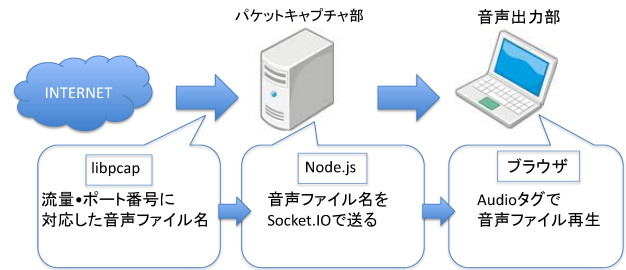 パケットキャプチャ部
音声出力部
INTERNET
libpcap
流量•ポート番号に
対応した音声ファイル名
Node.js
音声ファイル名を
Socket.IOで送る
ブラウザ
Audioタグで
音声ファイル再生